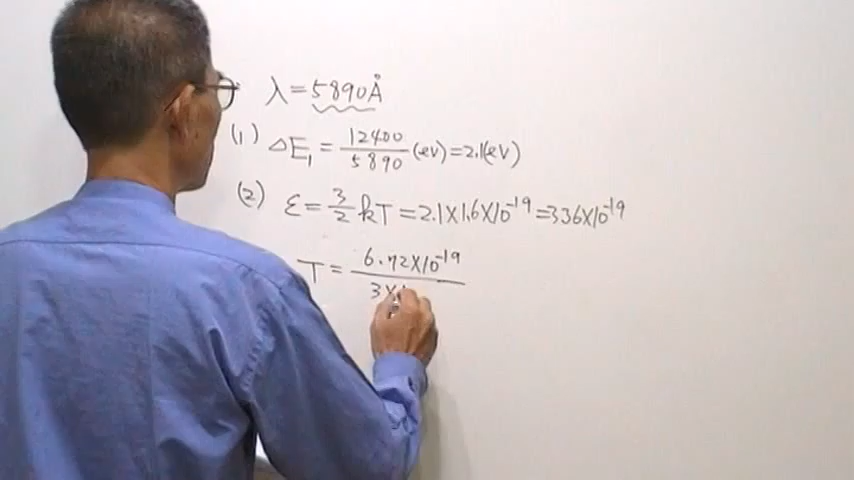 λ=5890Å
(1) ΔE₁ = 12400/5890 (eV)=2.1(eV)
(2) ε = 3/2 kT = 2.1×1.6×10⁻¹⁹ = 3.36×10⁻¹⁹
T = 6.72×10⁻¹⁹/3×